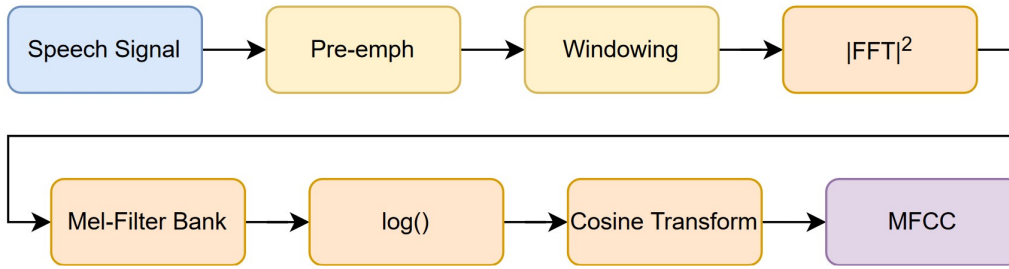 Speech Signal
Pre-emph
Windowing
|FFT|²
Mel-Filter Bank
log()
Cosine Transform
MFCC